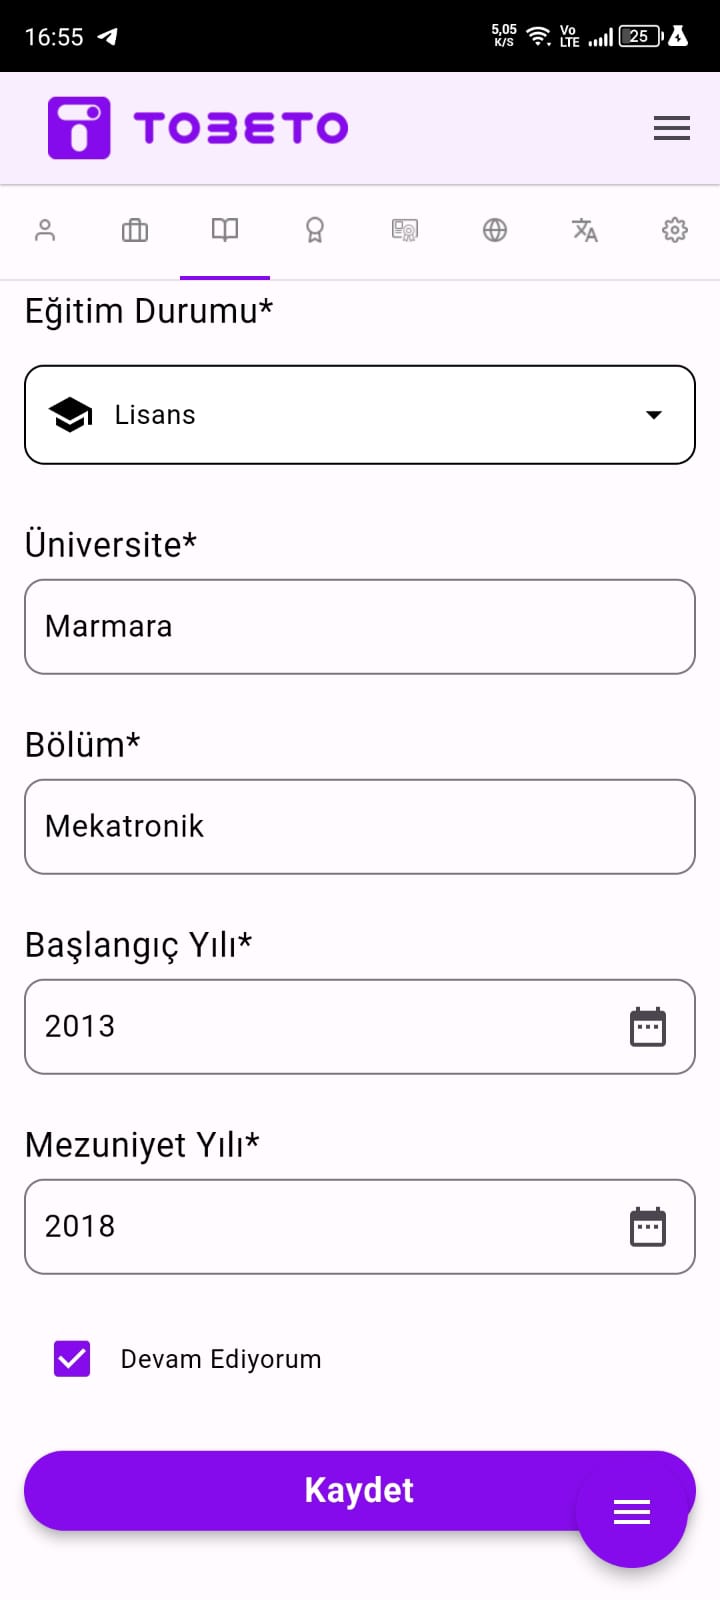 16:55
5,05 K/S Vo LTE 25
TOBETO
Eğitim Durumu*
Lisans
Üniversite*
Marmara
Bölüm*
Mekatronik
Başlangıç Yılı*
2013
Mezuniyet Yılı*
2018
Devam Ediyorum
Kaydet